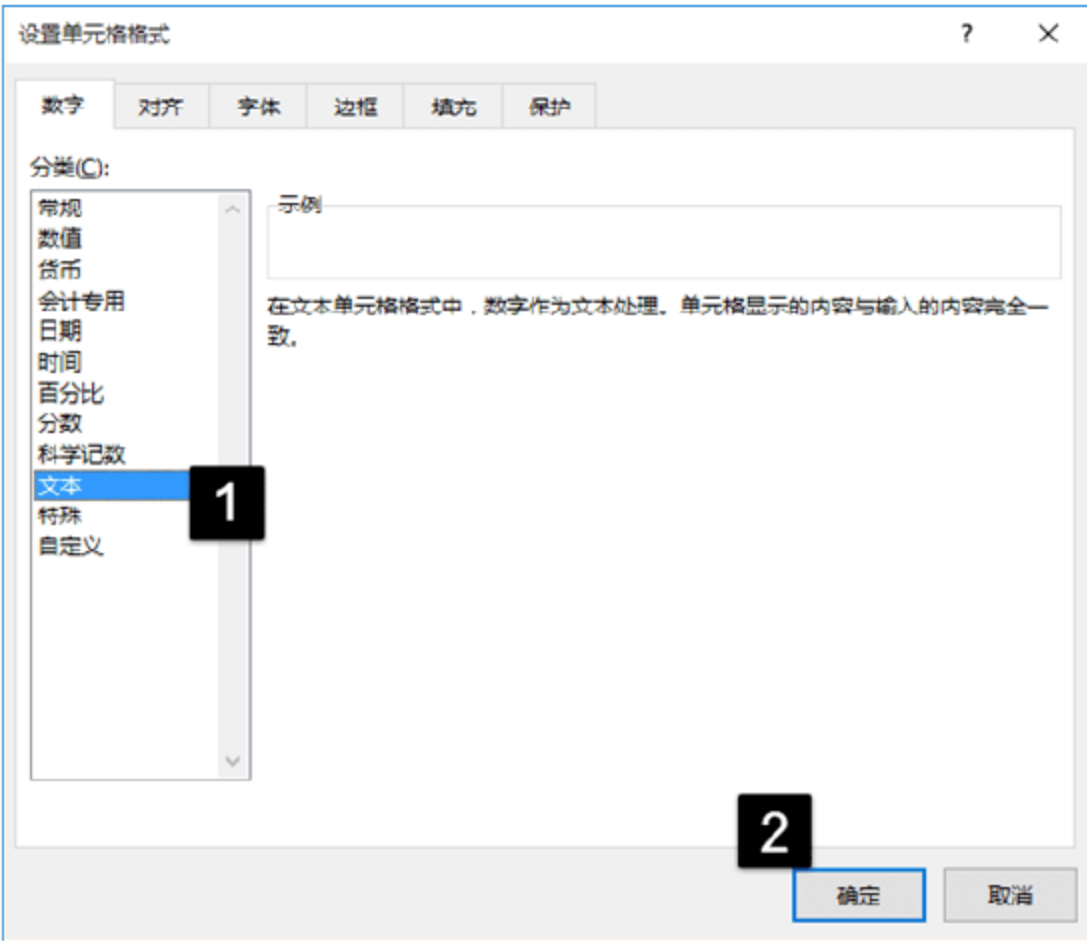 设置单元格格式 ? ×
数字 对齐 字体 边框 填充 保护
分类(C):
常规
数值
货币
会计专用
日期
时间
百分比
分数
科学记数
文本
特殊
自定义
1
示例
在文本单元格格式中，数字作为文本处理。单元格显示的内容与输入的内容完全一
致。
2
确定 取消